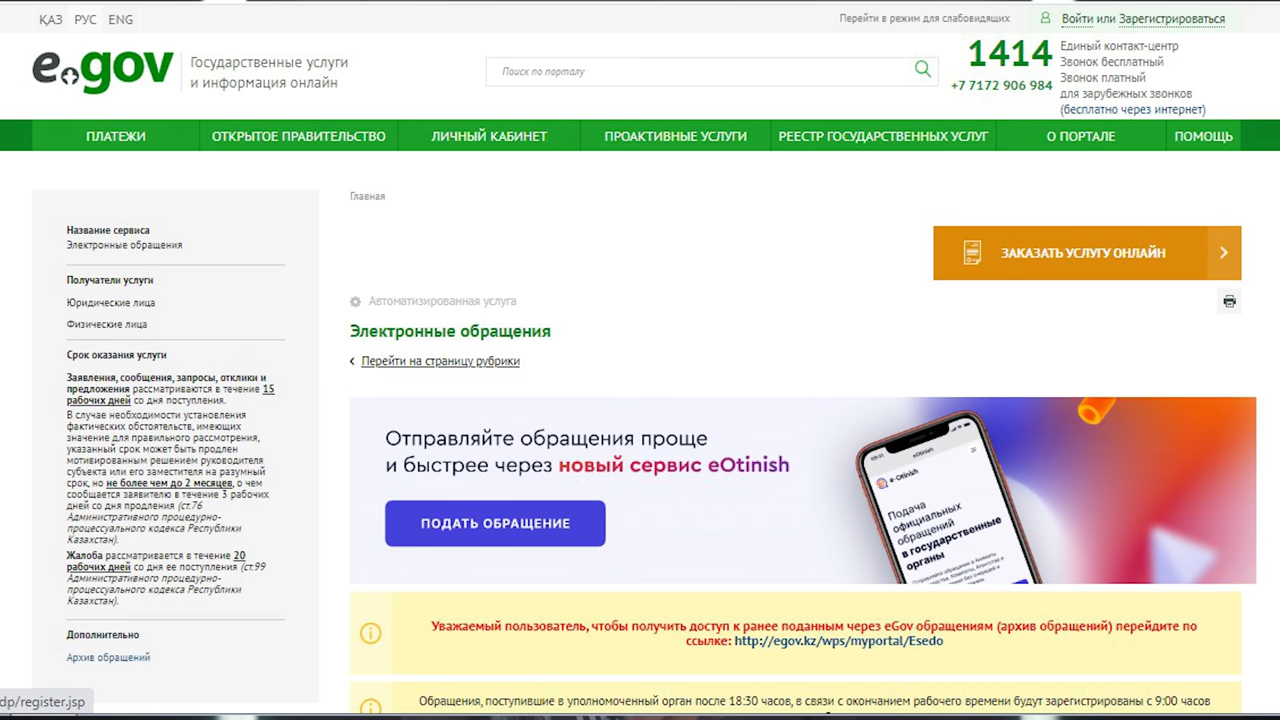 ҚАЗ РУС ENG
Перейти в режим для слабовидящих
Войти или Зарегистрироваться
e.gov
Государственные услуги
и информация онлайн
Поиск по порталу
1414
+7 7172 906 984
Единый контакт-центр
Звонок бесплатный
Звонок платный
для зарубежных звонков
(бесплатно через интернет)
ПЛАТЕЖИ ОТКРЫТОЕ ПРАВИТЕЛЬСТВО ЛИЧНЫЙ КАБИНЕТ ПРОАКТИВНЫЕ УСЛУГИ РЕЕСТР ГОСУДАРСТВЕННЫХ УСЛУГ О ПОРТАЛЕ ПОМОЩЬ
Название сервиса
Электронные обращения
Получатели услуги
Юридические лица
Физические лица
Срок оказания услуги
Заявления, сообщения, запросы, отклики и
предложения рассматриваются в течение 15
рабочих дней со дня поступления.
В случае необходимости установления
фактических обстоятельств, имеющих
значение для правильного рассмотрения,
указанный срок может быть продлен
мотивированным решением руководителя
субъекта или его заместителя на разумный
срок, но не более чем до 2 месяцев, о чем
сообщается заявителю в течение 3 рабочих
дней со дня продления (ст.76
Административного процедурно-
процессуального кодекса Республики
Казахстан).
Жалоба рассматривается в течение 20
рабочих дней со дня ее поступления (ст.99
Административного процедурно-
процессуального кодекса Республики
Казахстан).
Дополнительно
Архив обращений
dp/register.jsp
Главная
ЗАКАЗАТЬ УСЛУГУ ОНЛАЙН
Автоматизированная услуга
Электронные обращения
Перейти на страницу рубрики
Отправляйте обращения проще
и быстрее через новый сервис eOtinish
ПОДАТЬ ОБРАЩЕНИЕ
eOtinish
e-Otinish
Подача
официальных
обращений
в государственные
органы
Уважаемый пользователь, чтобы получить доступ к ранее поданным через eGov обращениям (архив обращений) перейдите по
ссылке: http://egov.kz/wps/myportal/Esedo
Обращения, поступившие в уполномоченный орган после 18:30 часов, в связи с окончанием рабочего времени будут зарегистрированы с 9:00 часов